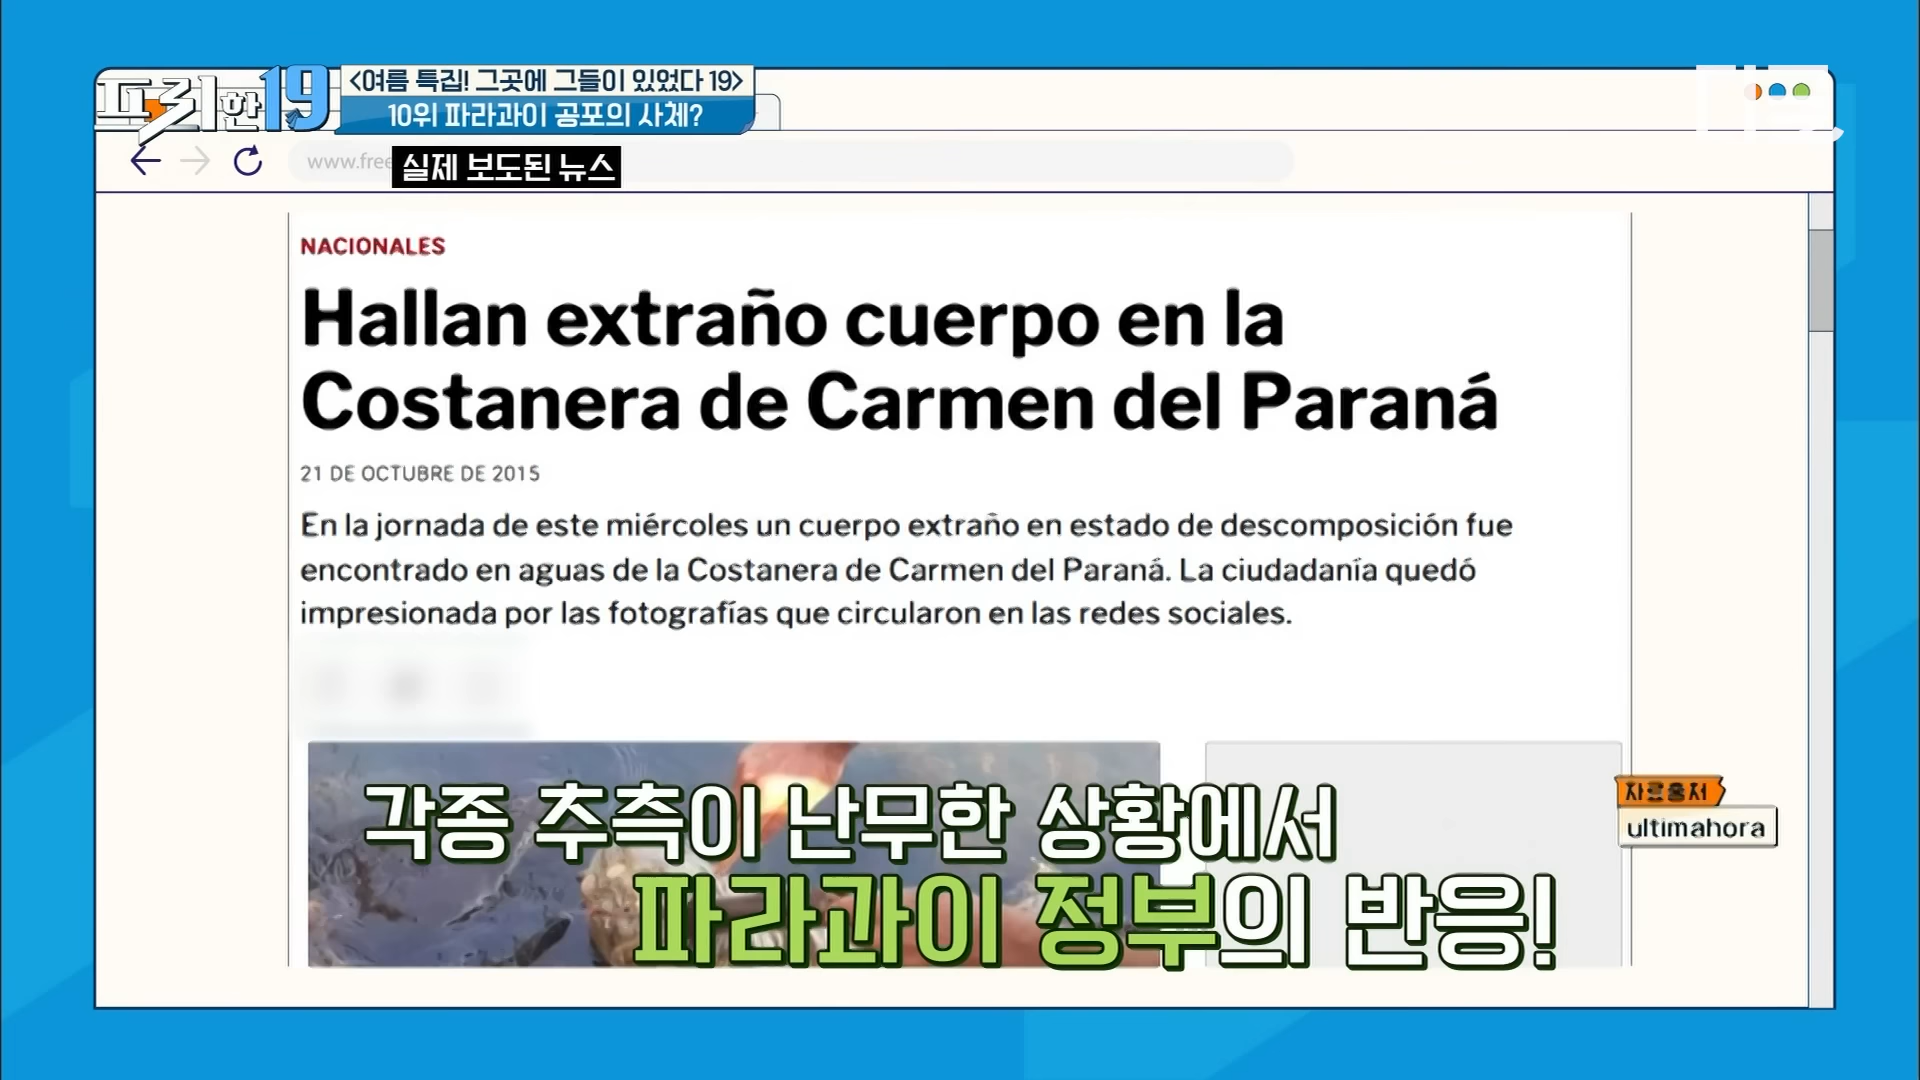 프리한19
<여름 특집! 그곳에 그들이 있었다 19>
10위 파라과이 공포의 사체?
www.free
실제 보도된 뉴스
NACIONALES
Hallan extraño cuerpo en la
Costanera de Carmen del Paraná
21 DE OCTUBRE DE 2015
En la jornada de este miércoles un cuerpo extraño en estado de descomposición fue
encontrado en aguas de la Costanera de Carmen del Paraná. La ciudadanía quedó
impresionada por las fotografías que circularon en las redes sociales.
각종 추측이 난무한 상황에서
파라과이 정부의 반응!
자료출처
ultimahora